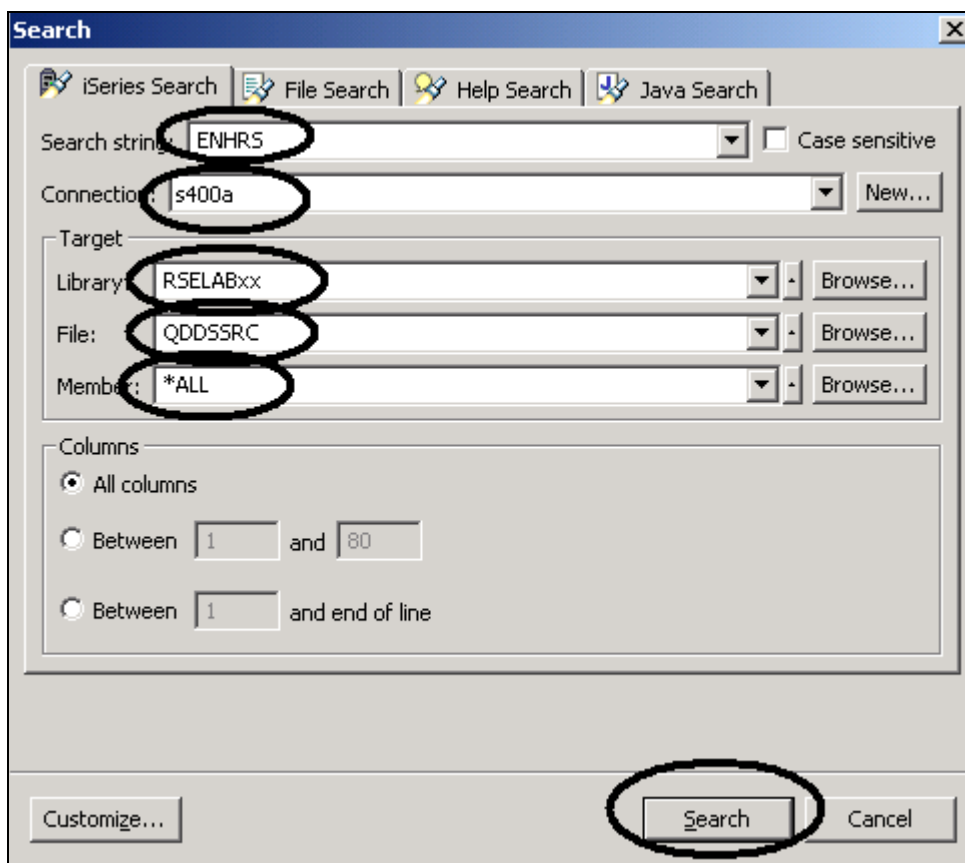 Search
iSeries Search File Search Help Search Java Search
Search string: ENHRS Case sensitive
Connection: s400a New...
Target
Library: RSELABxx Browse...
File: QDDSSRC Browse...
Member: *ALL Browse...
Columns
All columns
Between 1 and 80
Between 1 and end of line
Customize... Search Cancel